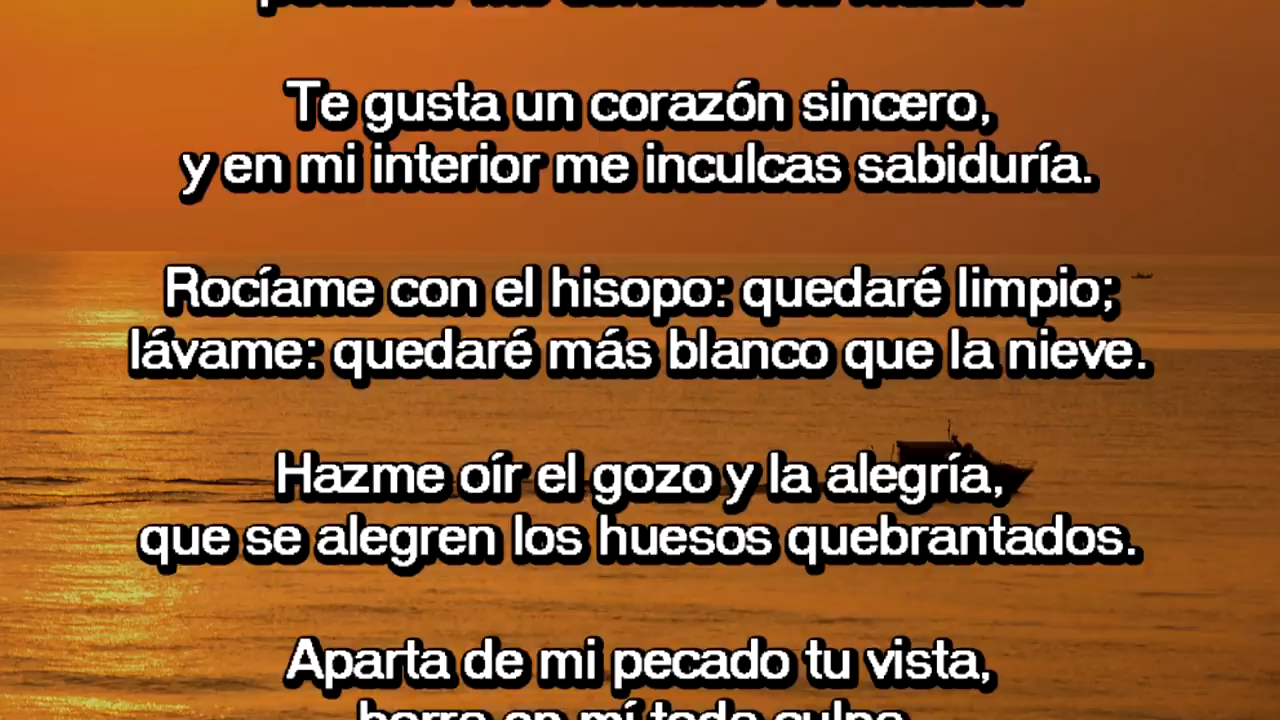 Te gusta un corazón sincero,
y en mi interior me inculcas sabiduría.
Rocíame con el hisopo: quedaré limpio;
lávame: quedaré más blanco que la nieve.
Hazme oír el gozo y la alegría,
que se alegren los huesos quebrantados.
Aparta de mi pecado tu vista,
borra en mí toda culpa.